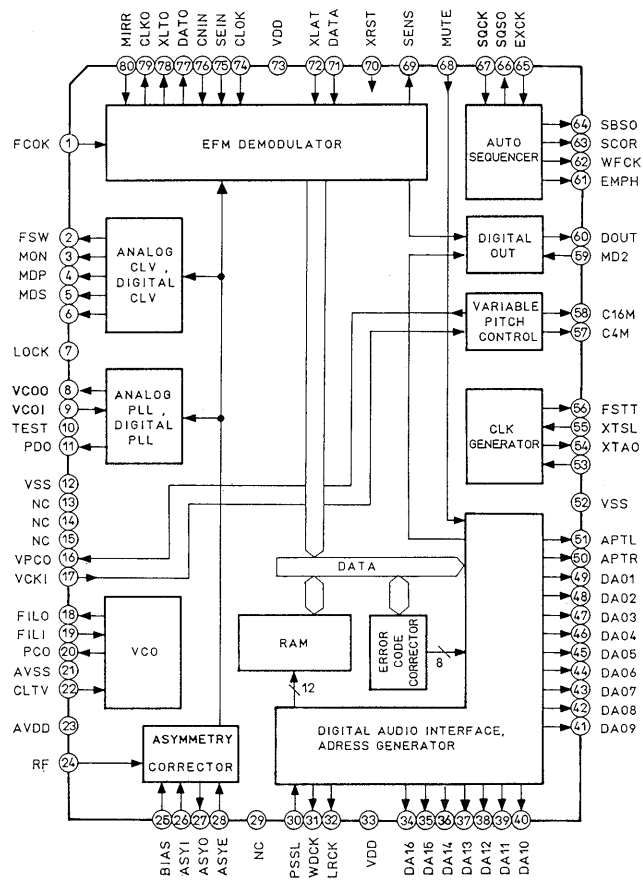 MIRR CLKO XLTO DATO CNIN SEIN CLOK VDD XLAT DATA XRST SENS MUTE SQCK SQSO EXCK
80 79 78 77 76 75 74 73 72 71 70 69 68 67 66 65
FCOK 1
FSW 2
MON 3
MDP 4
MDS 5
6
LOCK 7
VCOO 8
VCOI 9
TEST 10
PDO 11
VSS 12
NC 13
NC 14
NC 15
VPCO 16
VCKI 17
FILO 18
FILI 19
PCO 20
AVSS 21
CLTV 22
AVDD 23
RF 24
EFM DEMODULATOR
ANALOG
CLV ,
DIGITAL
CLV
ANALOG
PLL ,
DIGITAL
PLL
VCO
ASYMMETRY
CORRECTOR
DATA
RAM
ERROR
CODE
CORRECTOR
8
12
DIGITAL AUDIO INTERFACE,
ADRESS GENERATOR
AUTO
SEQUENCER
DIGITAL
OUT
VARIABLE
PITCH
CONTROL
CLK
GENERATOR
64 SBSO
63 SCOR
62 WFCK
61 EMPH
60 DOUT
59 MD2
58 C16M
57 C4M
56 FSTT
55 XTSL
54 XTAO
53
52 VSS
51 APTL
50 APTR
49 DA01
48 DA02
47 DA03
46 DA04
45 DA05
44 DA06
43 DA07
42 DA08
41 DA09
25 26 27 28 29 30 31 32 33 34 35 36 37 38 39 40
BIAS ASYI ASYO ASYE NC PSSL WDCK LRCK VDD DA16 DA15 DA14 DA13 DA12 DA11 DA10